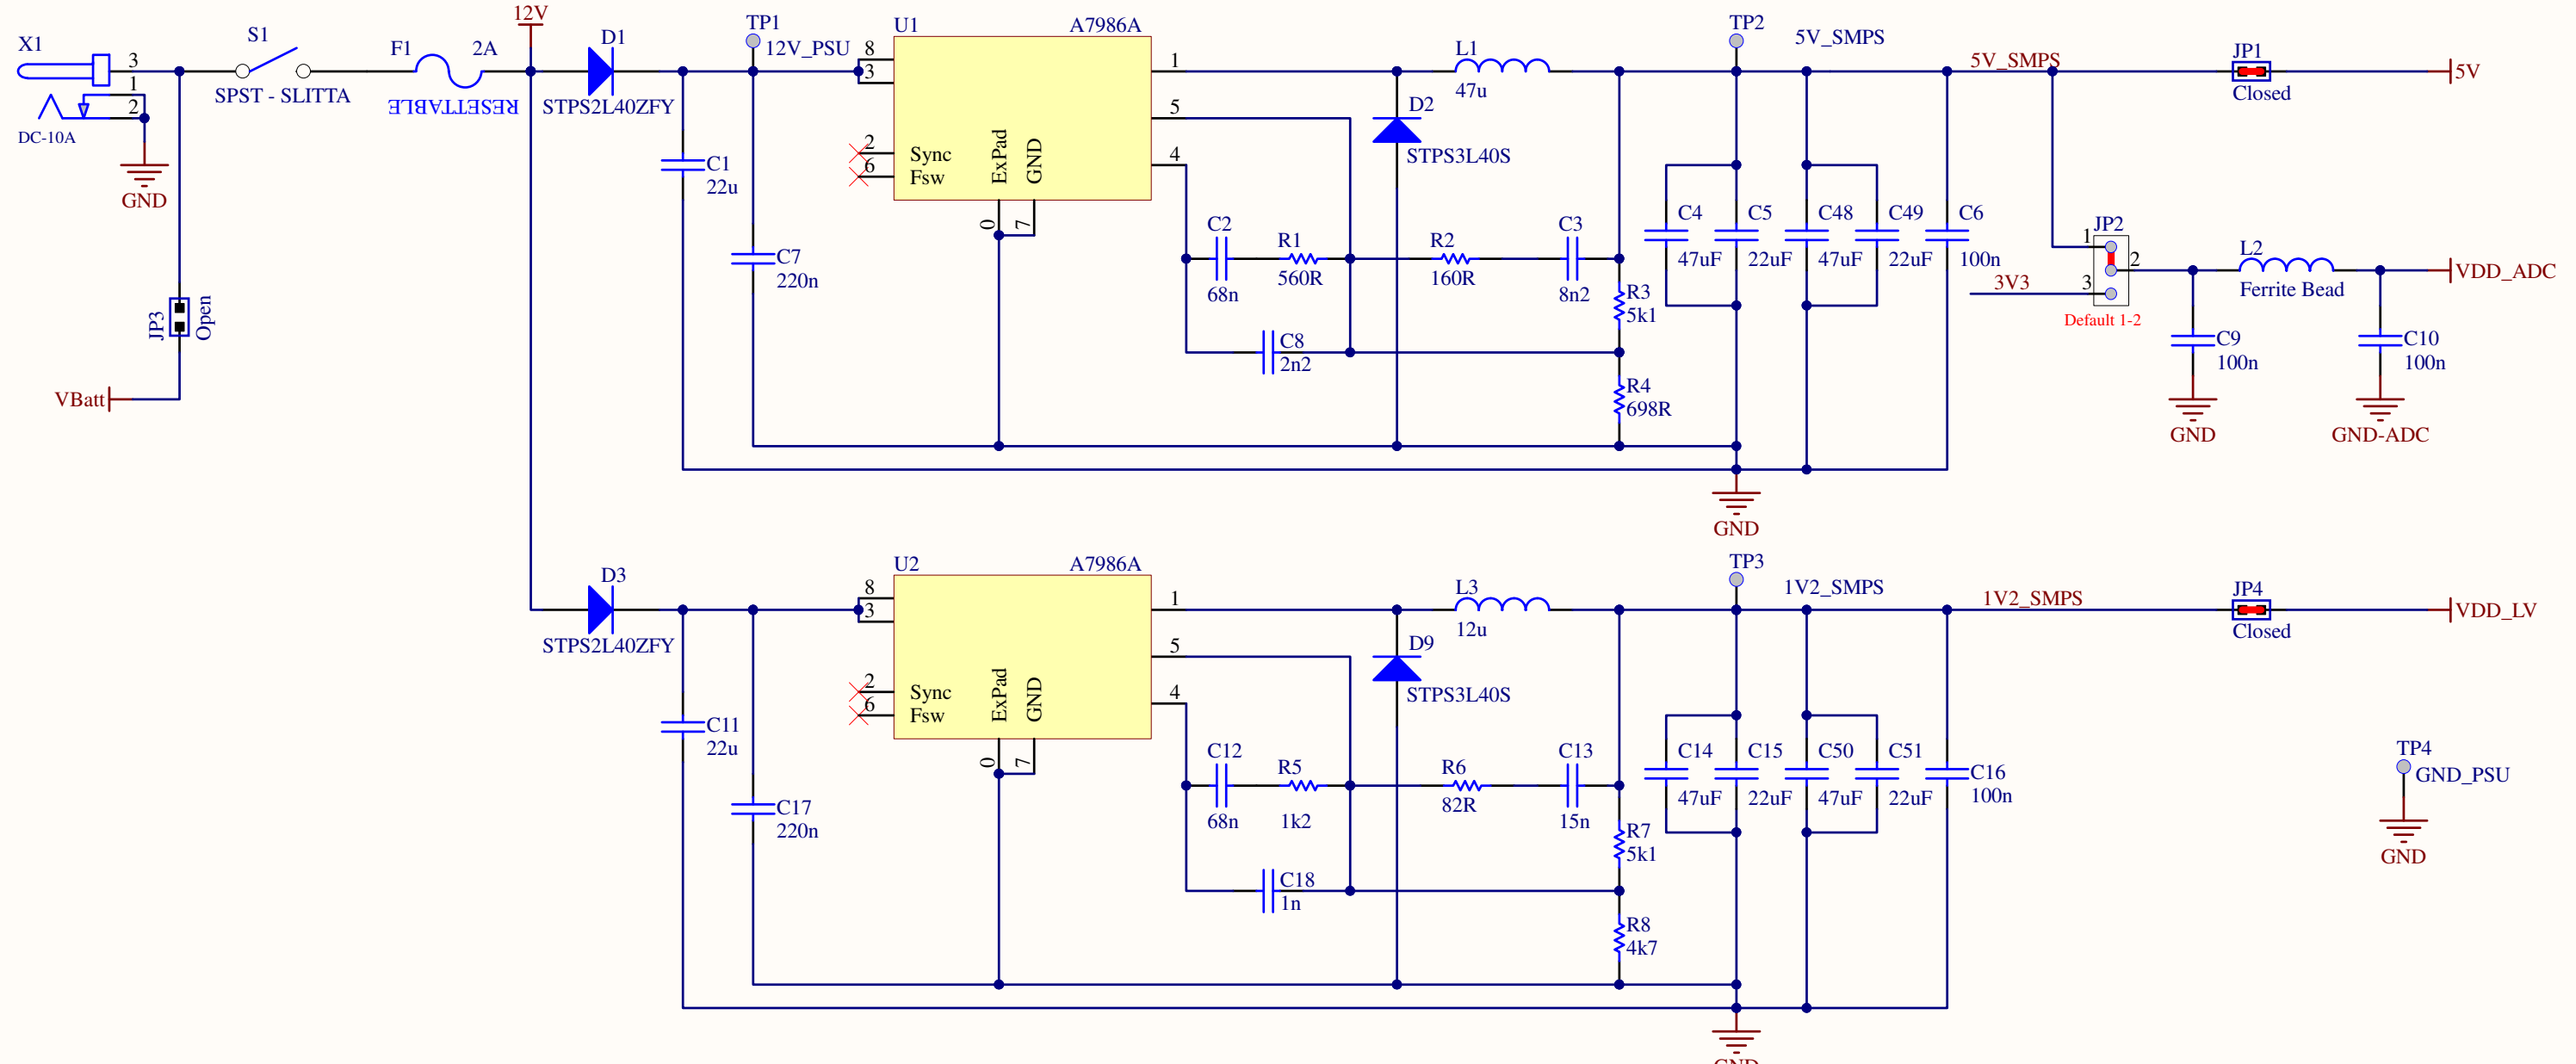 X1
3
1
2
DC-10A
GND
S1
SPST - SLITTA
F1
2A
RESETTABLE
12V
JP3
Open
VBatt
D1
STPS2L40ZFY
TP1
12V_PSU
C1
22u
C7
220n
U1
A7986A
8
3
2
6
Sync
Fsw
ExPad
GND
0
7
1
5
4
C2
68n
R1
560R
R2
160R
C3
8n2
C8
2n2
L1
47u
D2
STPS3L40S
R3
5k1
R4
698R
TP2
5V_SMPS
C4
47uF
C5
22uF
C48
47uF
C49
22uF
C6
100n
GND
5V_SMPS
JP1
Closed
5V
JP2
1
2
3
3V3
Default 1-2
L2
Ferrite Bead
VDD_ADC
C9
100n
GND
C10
100n
GND-ADC
D3
STPS2L40ZFY
C11
22u
C17
220n
U2
A7986A
8
3
2
6
Sync
Fsw
ExPad
GND
0
7
1
5
4
C12
68n
R5
1k2
R6
82R
C13
15n
C18
1n
L3
12u
D9
STPS3L40S
R7
5k1
R8
4k7
TP3
1V2_SMPS
C14
47uF
C15
22uF
C50
47uF
C51
22uF
C16
100n
GND
1V2_SMPS
JP4
Closed
VDD_LV
TP4
GND_PSU
GND